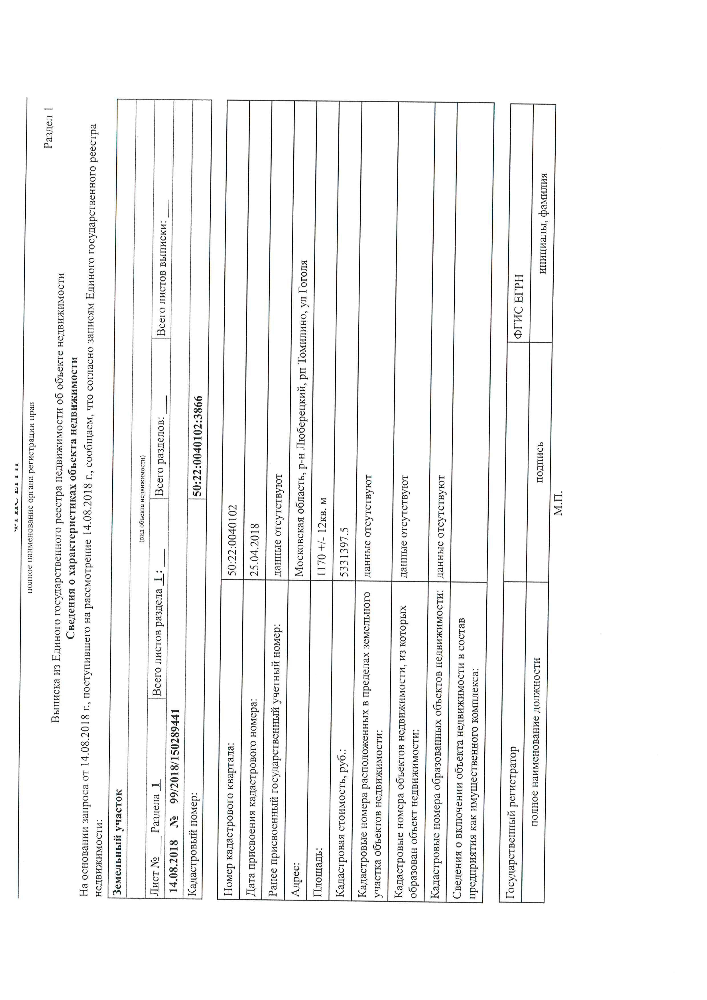 полное наименование органа регистрации прав
Раздел 1
Выписка из Единого государственного реестра недвижимости об объекте недвижимости
Сведения о характеристиках объекта недвижимости
На основании запроса от 14.08.2018 г., поступившего на рассмотрение 14.08.2018 г., сообщаем, что согласно записям Единого государственного реестра
недвижимости:
Земельный участок
(вид объекта недвижимости)
Лист № ___ Раздела 1 Всего листов раздела 1: ___ Всего разделов: ___ Всего листов выписки: ___
14.08.2018 № 99/2018/150289441
Кадастровый номер: 50:22:0040102:3866
Номер кадастрового квартала: 50:22:0040102
Дата присвоения кадастрового номера: 25.04.2018
Ранее присвоенный государственный учетный номер: данные отсутствуют
Адрес: Московская область, р-н Люберецкий, рп Томилино, ул Гоголя
Площадь: 1170 +/- 12кв. м
Кадастровая стоимость, руб.: 5331397.5
Кадастровые номера расположенных в пределах земельного
участка объектов недвижимости: данные отсутствуют
Кадастровые номера объектов недвижимости, из которых
образован объект недвижимости: данные отсутствуют
Кадастровые номера образованных объектов недвижимости: данные отсутствуют
Сведения о включении объекта недвижимости в состав
предприятия как имущественного комплекса:
Государственный регистратор ФГИС ЕГРН
полное наименование должности подпись инициалы, фамилия
М.П.